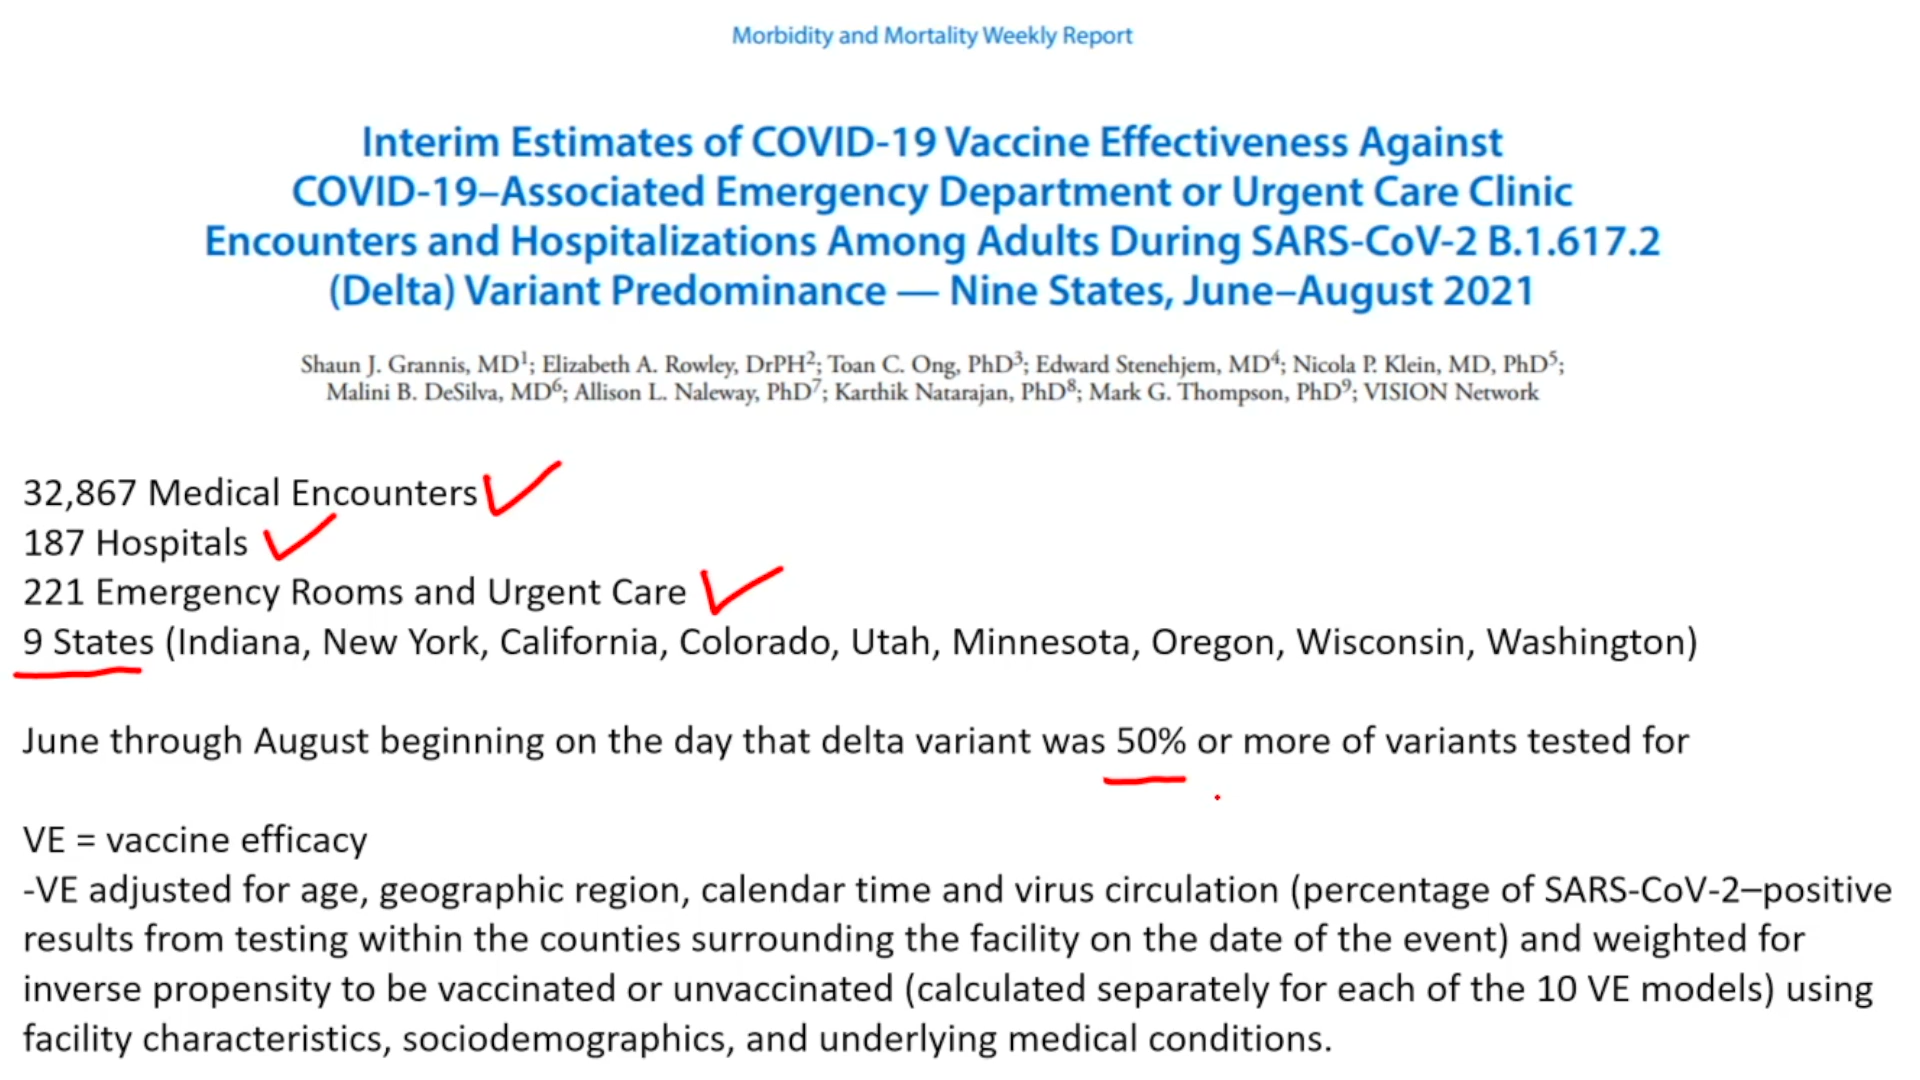 Morbidity and Mortality Weekly Report
Interim Estimates of COVID-19 Vaccine Effectiveness Against
COVID-19–Associated Emergency Department or Urgent Care Clinic
Encounters and Hospitalizations Among Adults During SARS-CoV-2 B.1.617.2
(Delta) Variant Predominance — Nine States, June–August 2021
Shaun J. Grannis, MD1; Elizabeth A. Rowley, DrPH2; Toan C. Ong, PhD3; Edward Stenehjem, MD4; Nicola P. Klein, MD, PhD5;
Malini B. DeSilva, MD6; Allison L. Naleway, PhD7; Karthik Natarajan, PhD8; Mark G. Thompson, PhD9; VISION Network
32,867 Medical Encounters
187 Hospitals
221 Emergency Rooms and Urgent Care
9 States (Indiana, New York, California, Colorado, Utah, Minnesota, Oregon, Wisconsin, Washington)
June through August beginning on the day that delta variant was 50% or more of variants tested for
VE = vaccine efficacy
-VE adjusted for age, geographic region, calendar time and virus circulation (percentage of SARS-CoV-2–positive
results from testing within the counties surrounding the facility on the date of the event) and weighted for
inverse propensity to be vaccinated or unvaccinated (calculated separately for each of the 10 VE models) using
facility characteristics, sociodemographics, and underlying medical conditions.